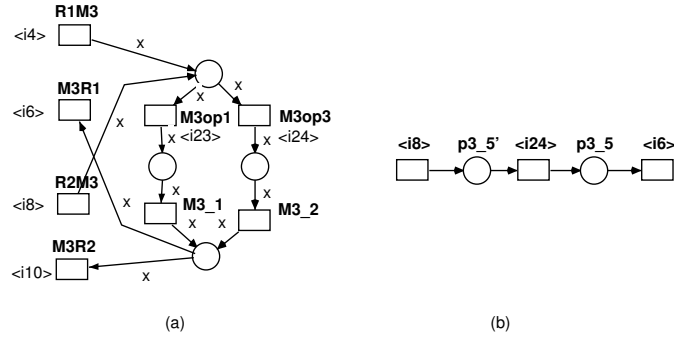 R1M3
<i4>
x
x
x
M3R1
<i6>
x
M3op1
<i23>
M3op3
<i24>
x
x
R2M3
<i8>
x
x
x
M3_1
x
x
M3_2
M3R2
<i10>
x
<i8>
p3_5'
<i24>
p3_5
<i6>
(a)
(b)